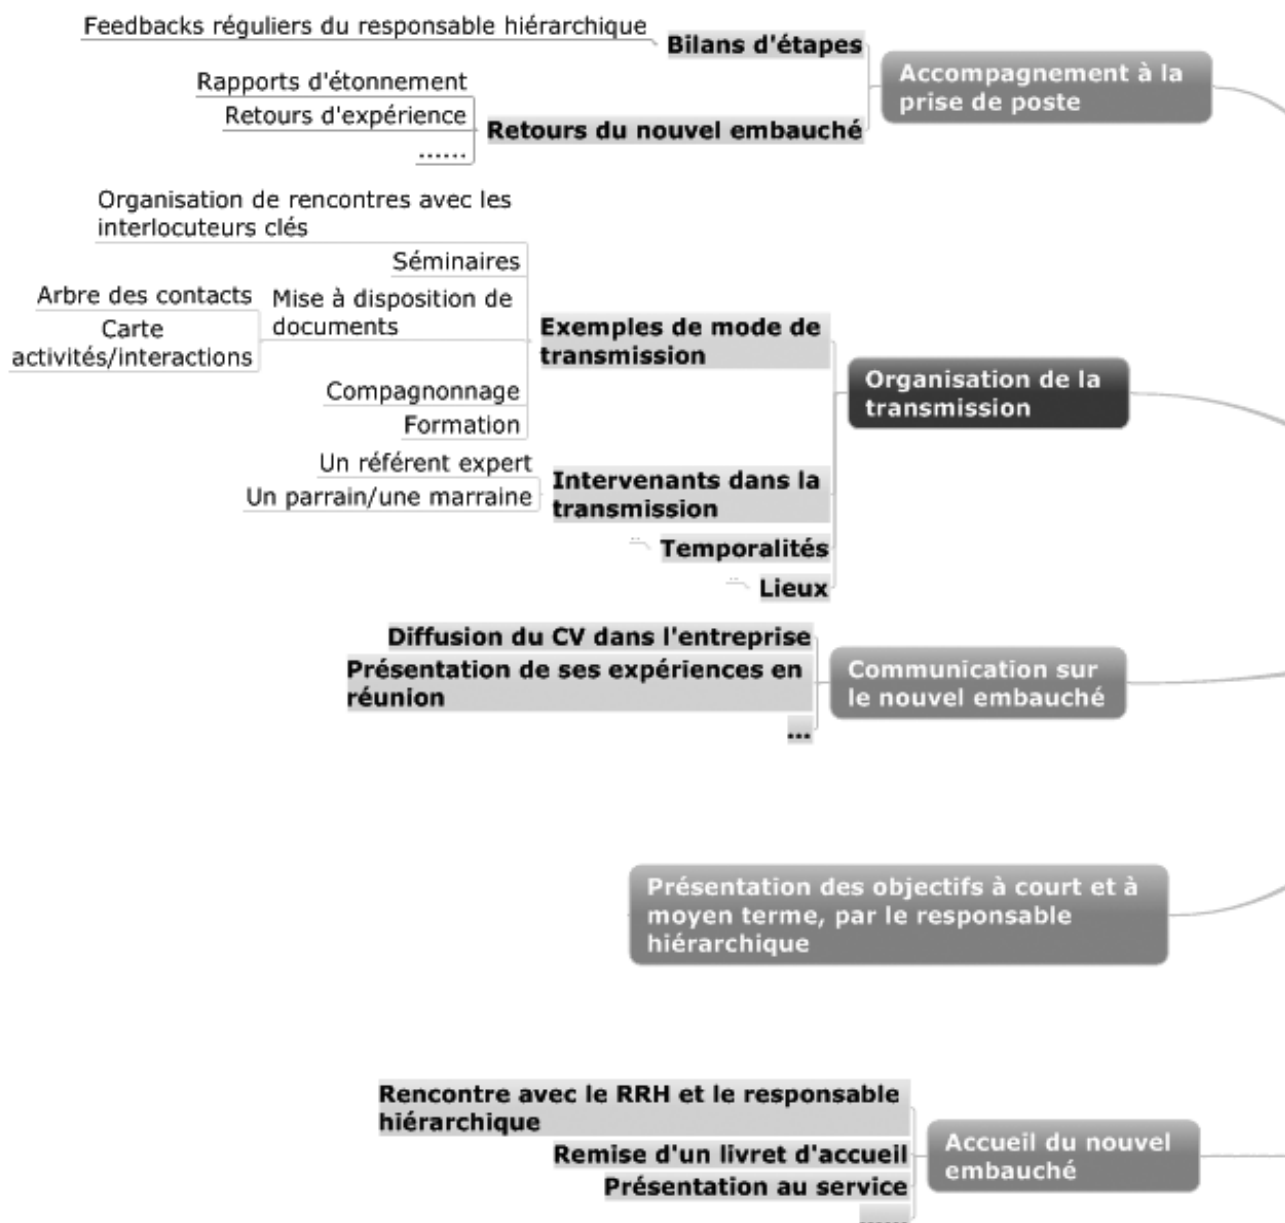 Feedbacks réguliers du responsable hiérarchique
Bilans d'étapes
Accompagnement à la
prise de poste
Rapports d'étonnement
Retours d'expérience
......
Retours du nouvel embauché
Organisation de rencontres avec les
interlocuteurs clés
Séminaires
Arbre des contacts
Carte
activités/interactions
Mise à disposition de
documents
Exemples de mode de
transmission
Compagnonnage
Formation
Organisation de la
transmission
Un référent expert
Un parrain/une marraine
Intervenants dans la
transmission
Temporalités
Lieux
Diffusion du CV dans l'entreprise
Présentation de ses expériences en
réunion
...
Communication sur
le nouvel embauché
Présentation des objectifs à court et à
moyen terme, par le responsable
hiérarchique
Rencontre avec le RRH et le responsable
hiérarchique
Remise d'un livret d'accueil
Présentation au service
......
Accueil du nouvel
embauché